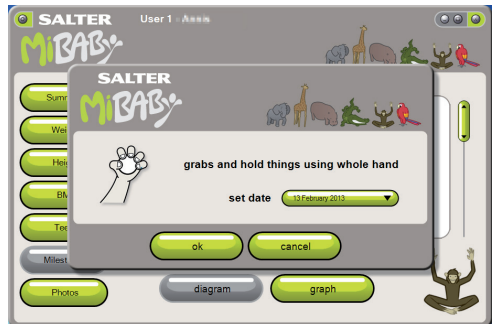 SALTER
User 1 -
MiBABY
SALTER
MiBABY
grabs and hold things using whole hand
set date
13 February 2013
ok
cancel
Photos
diagram
graph